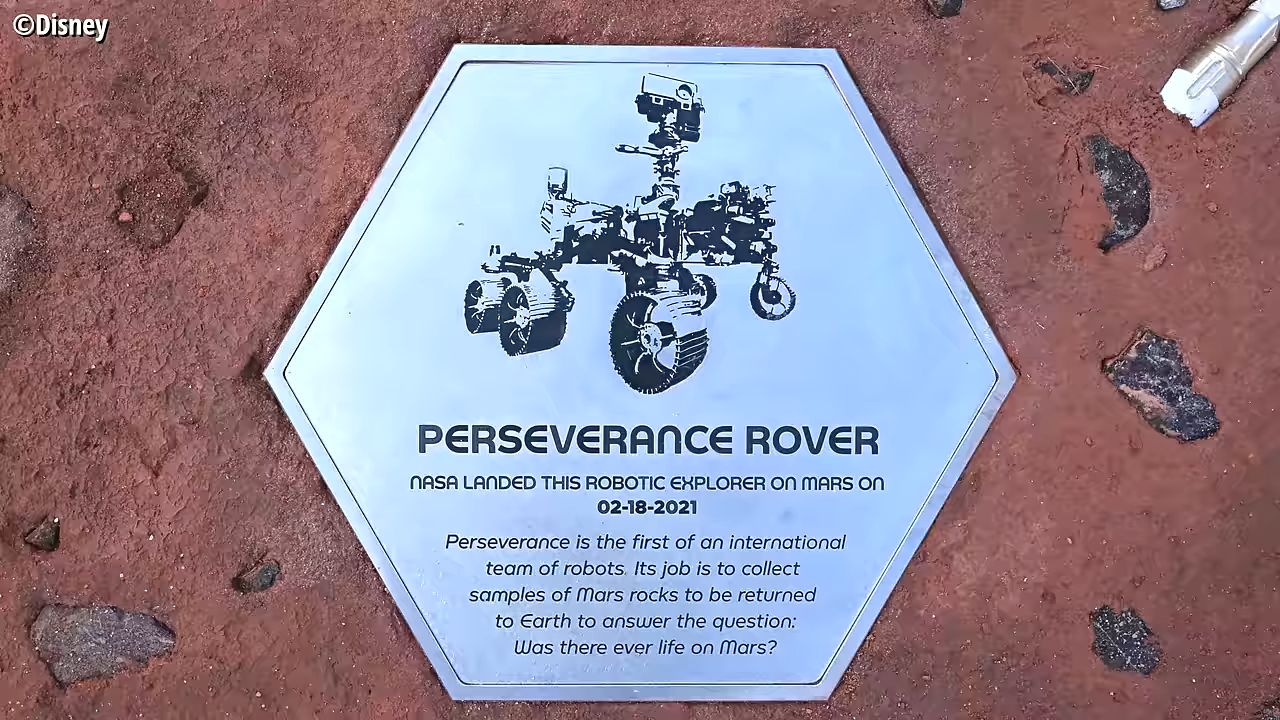 ©Disney
PERSEVERANCE ROVER
NASA LANDED THIS ROBOTIC EXPLORER ON MARS ON
02-18-2021
Perseverance is the first of an international
team of robots. Its job is to collect
samples of Mars rocks to be returned
to Earth to answer the question:
Was there ever life on Mars?